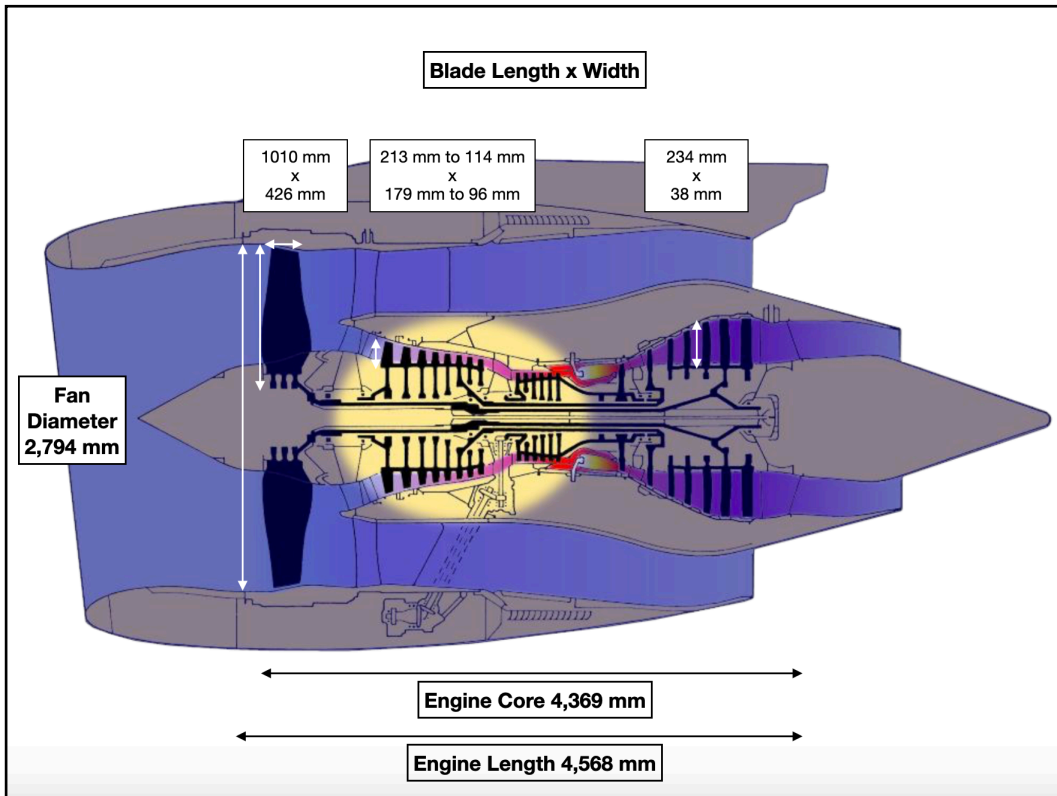 Blade Length x Width
1010 mm
x
426 mm
213 mm to 114 mm
x
179 mm to 96 mm
234 mm
x
38 mm
Fan
Diameter
2,794 mm
Engine Core 4,369 mm
Engine Length 4,568 mm